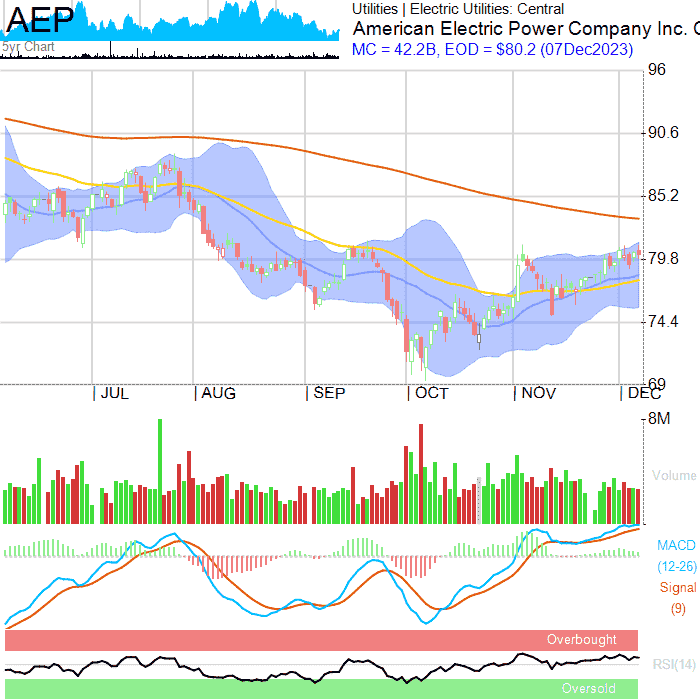 AEP
5yr Chart
Utilities | Electric Utilities: Central
American Electric Power Company Inc. C
MC = 42.2B, EOD = $80.2 (07Dec2023)
96
90.6
85.2
79.8
74.4
69
JUL
AUG
SEP
OCT
NOV
DEC
8M
Volume
MACD
(12-26)
Signal
(9)
Overbought
RSI(14)
Oversold